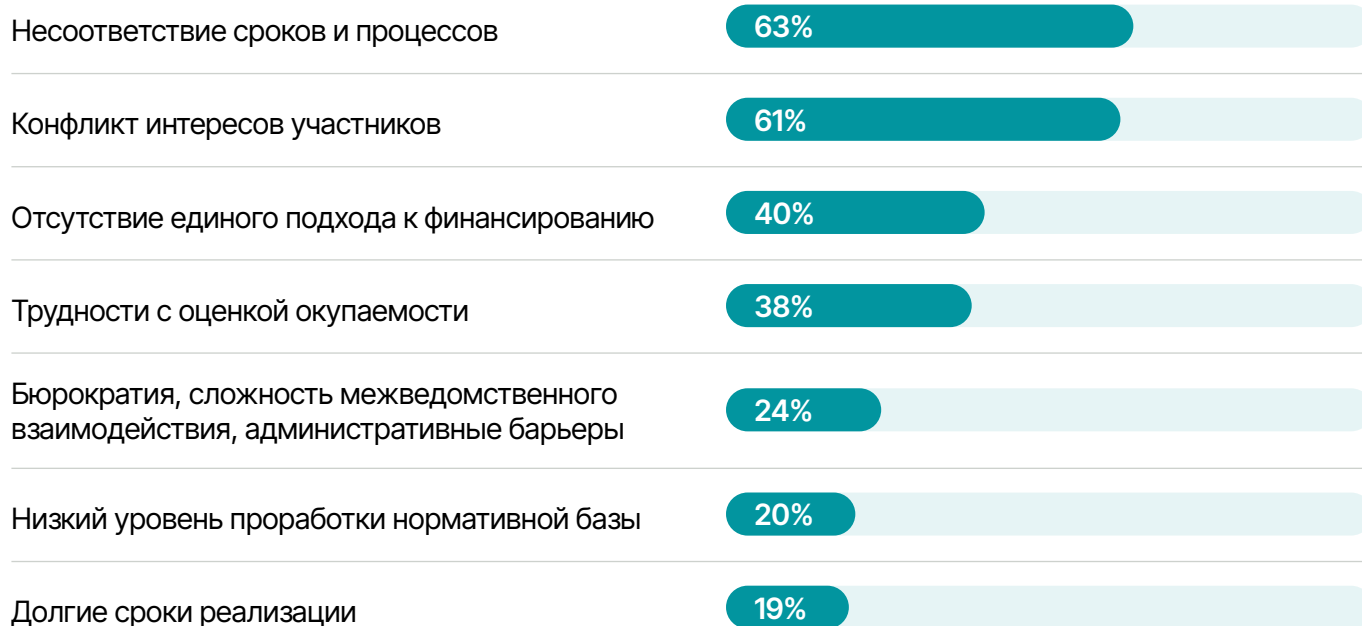 Несоответствие сроков и процессов 63%
Конфликт интересов участников 61%
Отсутствие единого подхода к финансированию 40%
Трудности с оценкой окупаемости 38%
Бюрократия, сложность межведомственного
взаимодействия, административные барьеры 24%
Низкий уровень проработки нормативной базы 20%
Долгие сроки реализации 19%